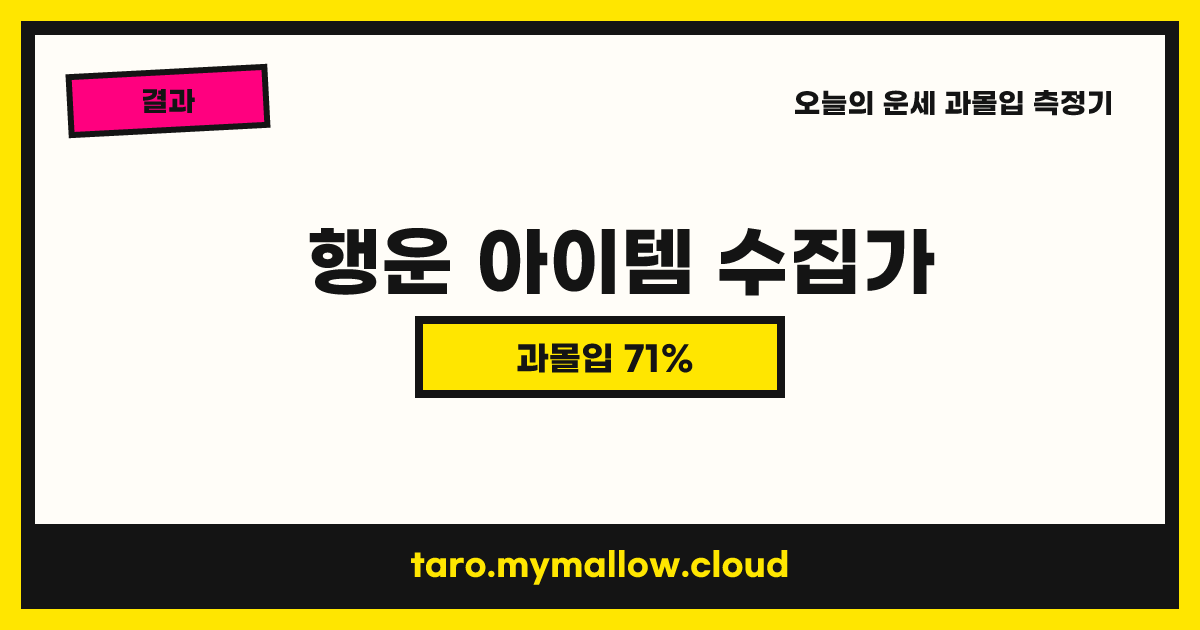 결과
오늘의 운세 과몰입 측정기
행운 아이템 수집가
과몰입 71%
taro.mymallow.cloud